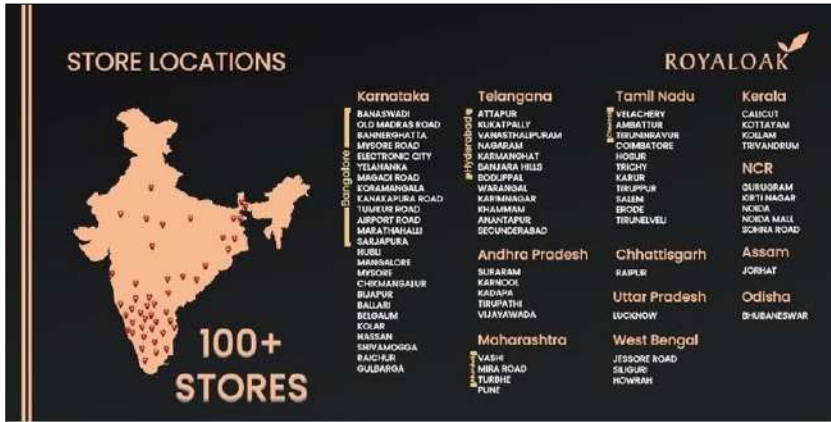 STORE LOCATIONS
ROYALOAK
Karnataka
Bangalore
BANASWADI
OLD MADRAS ROAD
BANNERGHATTA
MYSORE ROAD
ELECTRONIC CITY
YELAHANKA
MAGADI ROAD
KORAMANGALA
KANAKAPURA ROAD
TUMKUR ROAD
AIRPORT ROAD
MARATHAHALLI
SARJAPURA
HUBLI
MANGALORE
MYSORE
CHIKMANGALUR
BIJAPUR
BALLARI
BELGAUM
KOLAR
HASSAN
SHIVAMOGGA
RAICHUR
GULBARGA
Telangana
Hyderabad
ATTAPUR
KUKATPALLY
VANASTHALIPURAM
NAGARAM
KARMANGHAT
BANJARA HILLS
BODUPPAL
WARANGAL
KARIMNAGAR
KHAMMAM
ANANTAPUR
SECUNDERABAD
Andhra Pradesh
SURARAM
KARNOOL
KADAPA
TIRUPATHI
VIJAYAWADA
Maharashtra
VASHI
MIRA ROAD
TURBHE
PUNE
Tamil Nadu
VELACHERY
AMBATTUR
TIRUNINRAVUR
COIMBATORE
HOSUR
TRICHY
KARUR
TIRUPPUR
SALEM
ERODE
TIRUNELVELI
Chhattisgarh
RAIPUR
Uttar Pradesh
LUCKNOW
West Bengal
JESSORE ROAD
SILIGURI
HOWRAH
Kerala
CALICUT
KOTTAYAM
KOLLAM
TRIVANDRUM
NCR
GURUGRAM
KIRTI NAGAR
NOIDA
NOIDA MALL
SOHNA ROAD
Assam
JORHAT
Odisha
BHUBANESWAR
100+
STORES